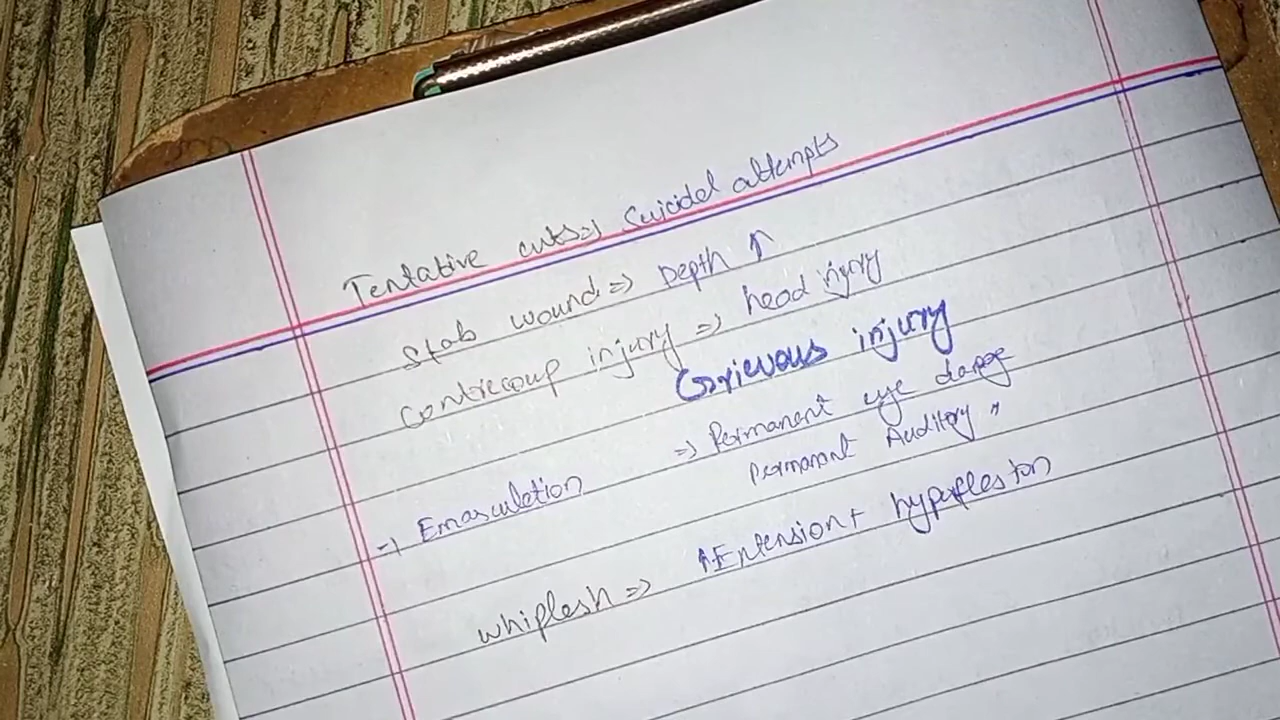 Tentative cuts => Suicidal attempts
Stab wound => Depth ↑
Contrecoup injury => head injury
Grievous injury
=> Permanent eye damage
Permanant Auditory "
=> Emasculation
whiplash => ↑Extension + hyperflexion